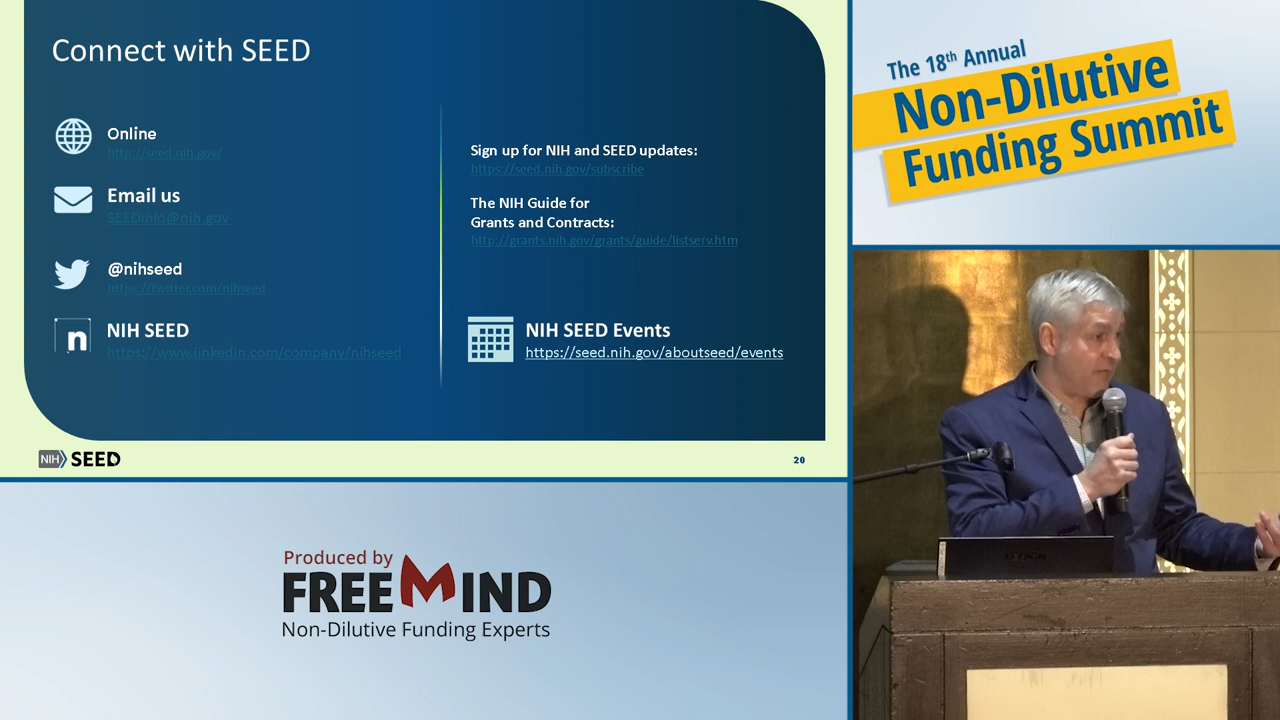 Connect with SEED
Online
http://seed.nih.gov/
Email us
SEEDinfo@nih.gov
@nihseed
https://twitter.com/nihseed
n
NIH SEED
https://www.linkedin.com/company/nihseed
Sign up for NIH and SEED updates:
https://seed.nih.gov/subscribe
The NIH Guide for
Grants and Contracts:
http://grants.nih.gov/grants/guide/listserv.htm
NIH SEED Events
https://seed.nih.gov/aboutseed/events
NIH SEED
20
The 18th Annual
Non-Dilutive
Funding Summit
Produced by
FREEMIND
Non-Dilutive Funding Experts